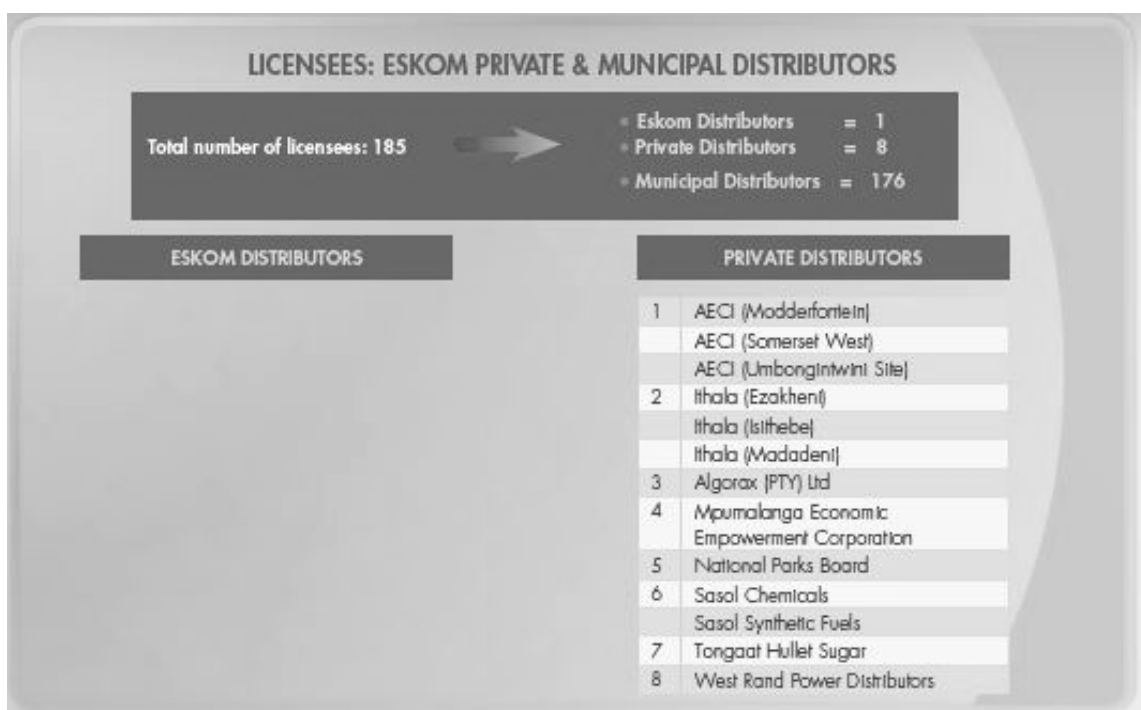 LICENSEES: ESKOM PRIVATE & MUNICIPAL DISTRIBUTORS
Total number of licensees: 185
• Eskom Distributors = 1
• Private Distributors = 8
• Municipal Distributors = 176
ESKOM DISTRIBUTORS
PRIVATE DISTRIBUTORS
1 AECI (Modderfontein)
AECI (Somerset West)
AECI (Umbongintwini Site)
2 Ithala (Ezakheni)
Ithala (Isithebe)
Ithala (Madadeni)
3 Algorax (PTY) Ltd
4 Mpumalanga Economic
Empowerment Corporation
5 National Parks Board
6 Sasol Chemicals
Sasol Synthetic Fuels
7 Tongaat Hullet Sugar
8 West Rand Power Distributors